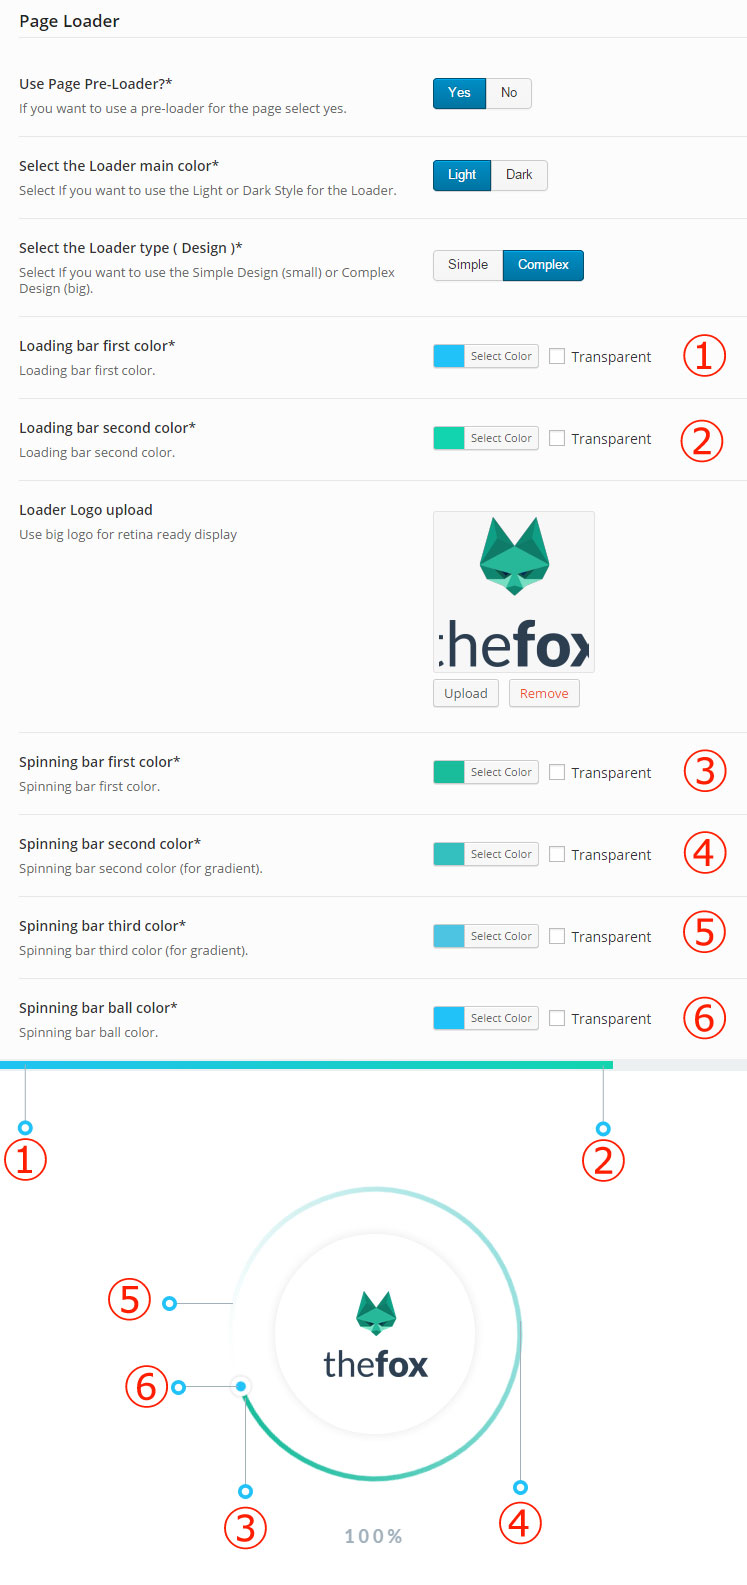 Page Loader
Use Page Pre-Loader?*
If you want to use a pre-loader for the page select yes.
Yes No
Select the Loader main color*
Select If you want to use the Light or Dark Style for the Loader.
Light Dark
Select the Loader type ( Design )*
Select If you want to use the Simple Design (small) or Complex
Design (big).
Simple Complex
Loading bar first color*
Loading bar first color.
Select Color Transparent 1
Loading bar second color*
Loading bar second color.
Select Color Transparent 2
Loader Logo upload
Use big logo for retina ready display
thefox
Upload Remove
Spinning bar first color*
Spinning bar first color.
Select Color Transparent 3
Spinning bar second color*
Spinning bar second color (for gradient).
Select Color Transparent 4
Spinning bar third color*
Spinning bar third color (for gradient).
Select Color Transparent 5
Spinning bar ball color*
Spinning bar ball color.
Select Color Transparent 6
1 2
5
thefox
6
3 4
100%